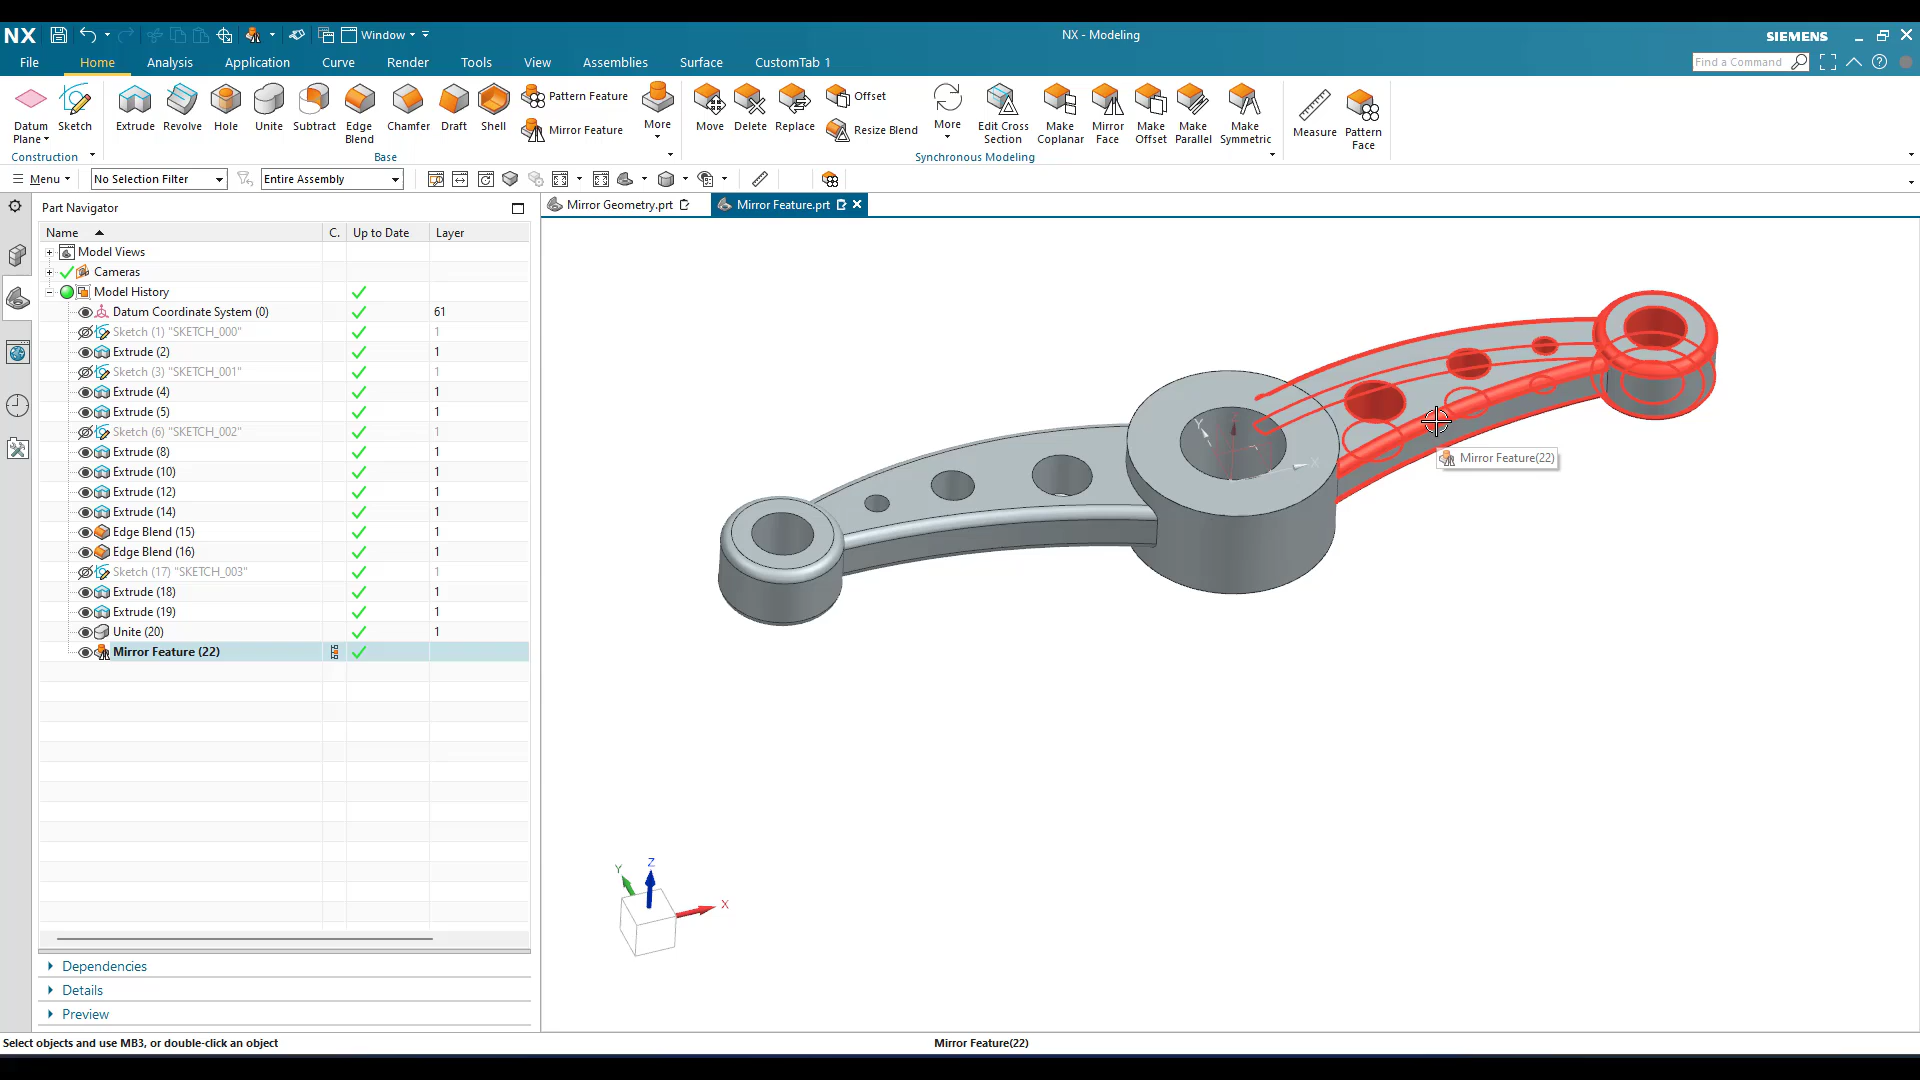 NX Window NX - Modeling SIEMENS
File Home Analysis Application Curve Render Tools View Assemblies Surface CustomTab 1 Find a Command
Datum Plane Sketch Extrude Revolve Hole Unite Subtract Edge Blend Chamfer Draft Shell Pattern Feature Mirror Feature More Move Delete Replace Offset Resize Blend More Edit Cross Section Make Coplanar Mirror Face Make Offset Make Parallel Make Symmetric Measure Pattern Face
Construction Base Synchronous Modeling
Menu No Selection Filter Entire Assembly
Part Navigator Mirror Geometry.prt Mirror Feature.prt
Name C. Up to Date Layer
Model Views
Cameras
Model History
Datum Coordinate System (0) 61
Sketch (1) "SKETCH_000" 1
Extrude (2) 1
Sketch (3) "SKETCH_001" 1
Extrude (4) 1
Extrude (5) 1
Sketch (6) "SKETCH_002" 1
Extrude (8) 1
Extrude (10) 1
Extrude (12) 1
Extrude (14) 1
Edge Blend (15) 1
Edge Blend (16) 1
Sketch (17) "SKETCH_003" 1
Extrude (18) 1
Extrude (19) 1
Unite (20) 1
Mirror Feature (22)
Y X
Mirror Feature(22)
Z
Y
X
Dependencies
Details
Preview
Select objects and use MB3, or double-click an object Mirror Feature(22)